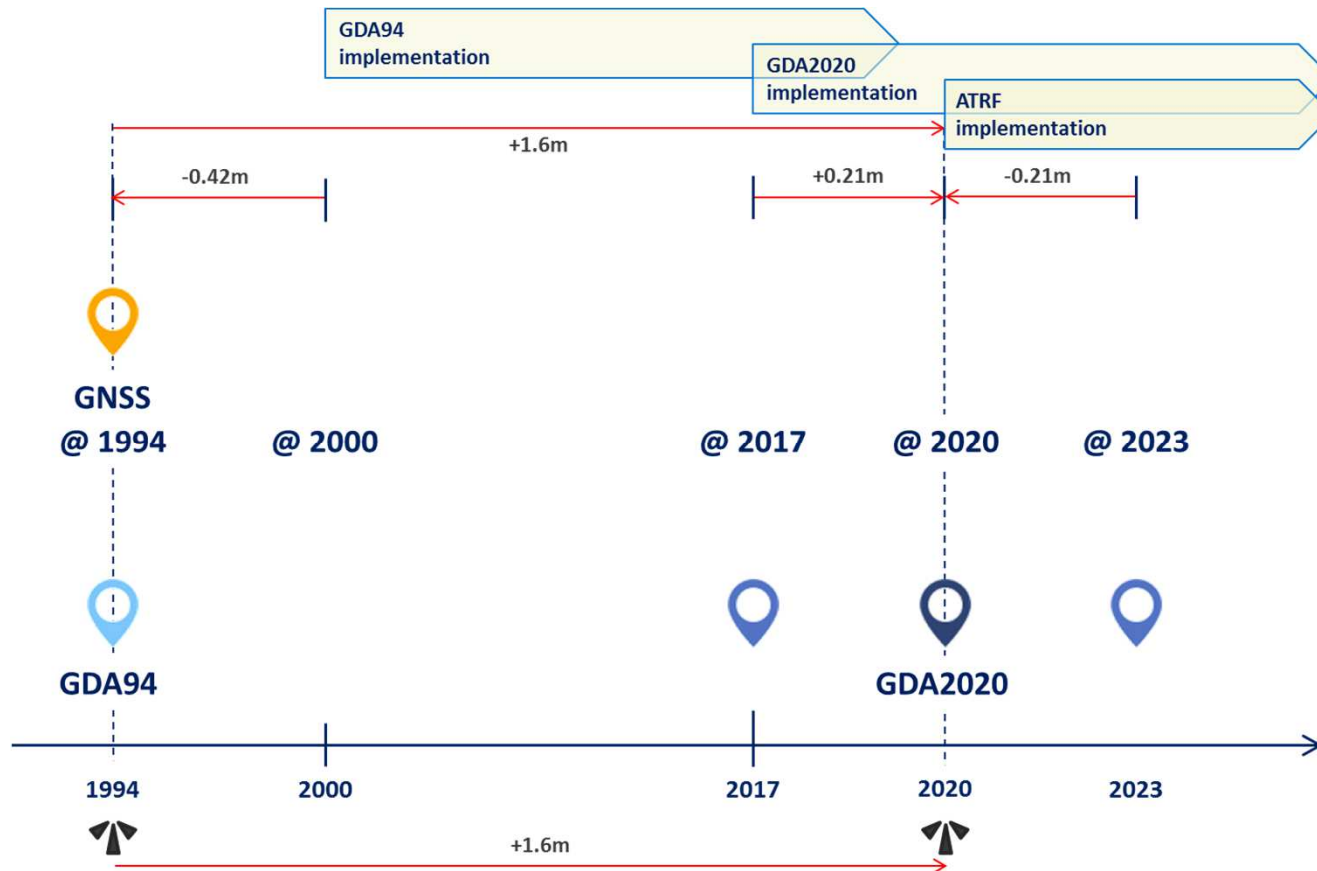 GDA94
implementation
GDA2020
implementation
ATRF
implementation
+1.6m
-0.42m
+0.21m
-0.21m
GNSS
@ 1994
@ 2000
@ 2017
@ 2020
@ 2023
GDA94
GDA2020
1994
2000
2017
2020
2023
+1.6m